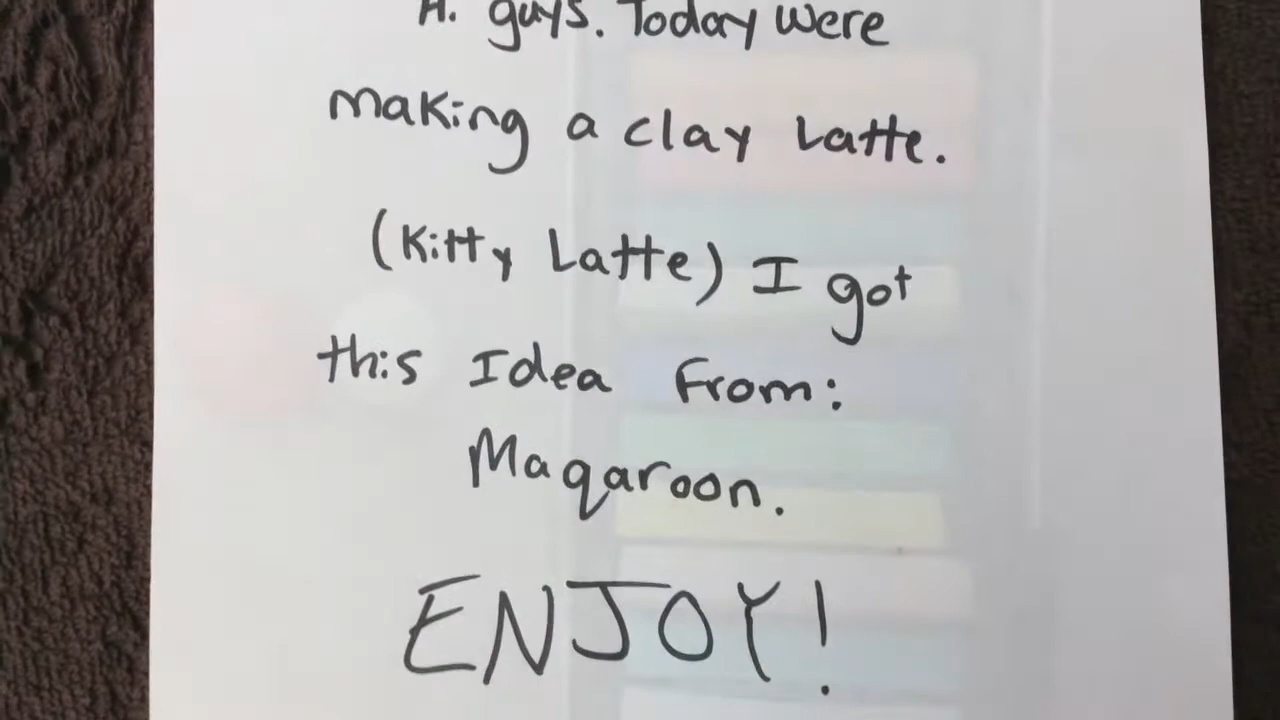 Hi guys. Today were
making a clay Latte.
(Kitty Latte) I got
this Idea From:
Maqaroon.
ENJOY!